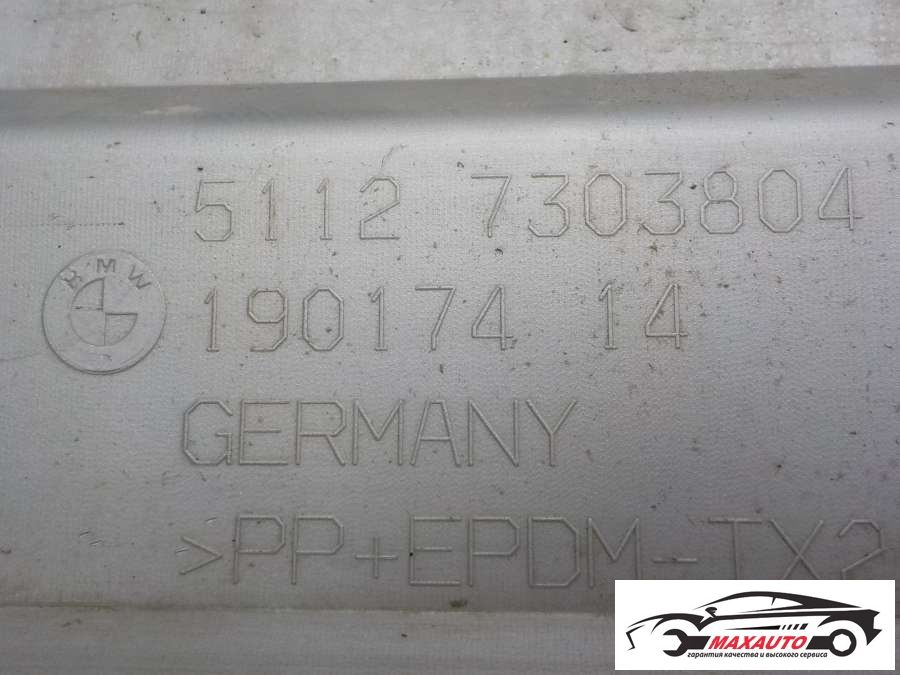 5112 7303804
BMW
190174 14
GERMANY
>PP+EPDM-TX2
MAXAUTO
гарантия качества и высокого сервиса